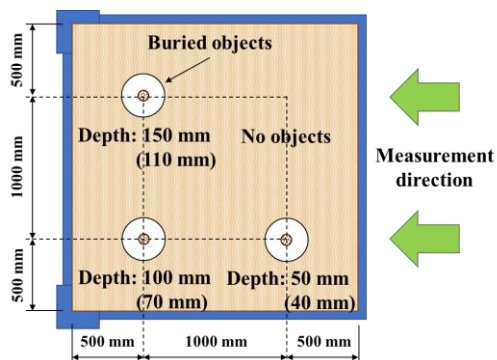 500 mm
1000 mm
500 mm
Buried objects
Depth: 150 mm
(110 mm)
No objects
Measurement
direction
Depth: 100 mm
(70 mm)
Depth: 50 mm
(40 mm)
500 mm
1000 mm
500 mm